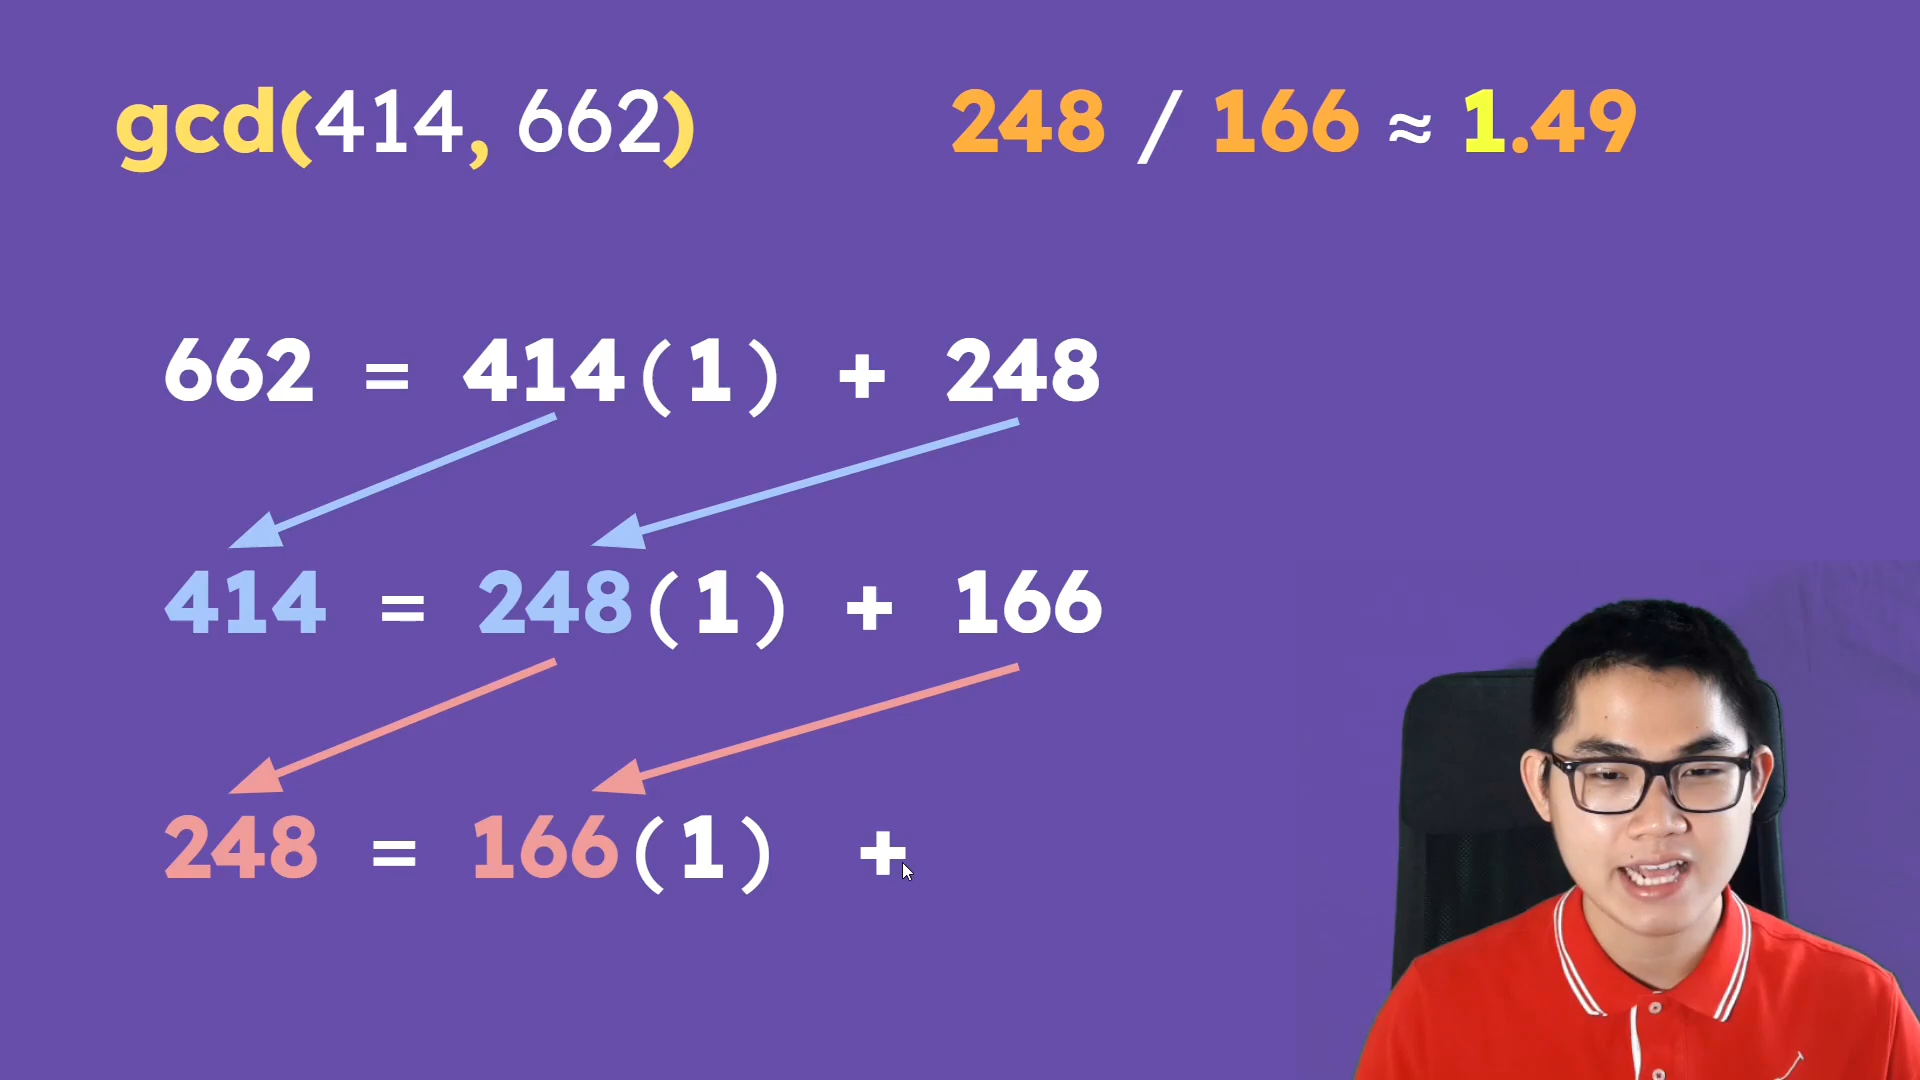 gcd(414, 662)
248 / 166 ≈ 1.49
662 = 414(1) + 248
414 = 248(1) + 166
248 = 166(1) +